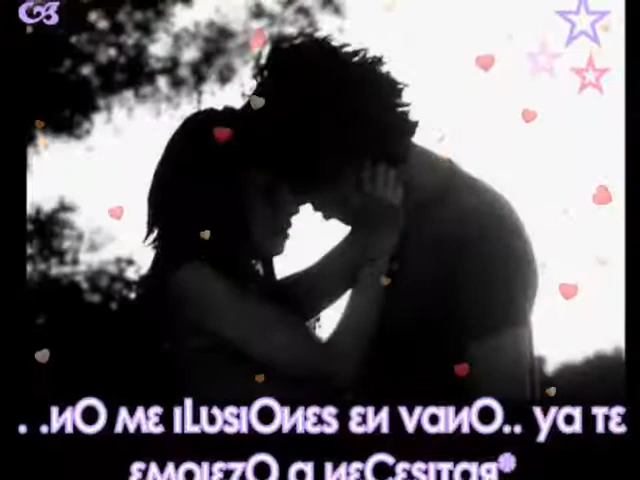 . .nO me ilusiOnes en vanO.. ya te
empiezO a neCesitar*